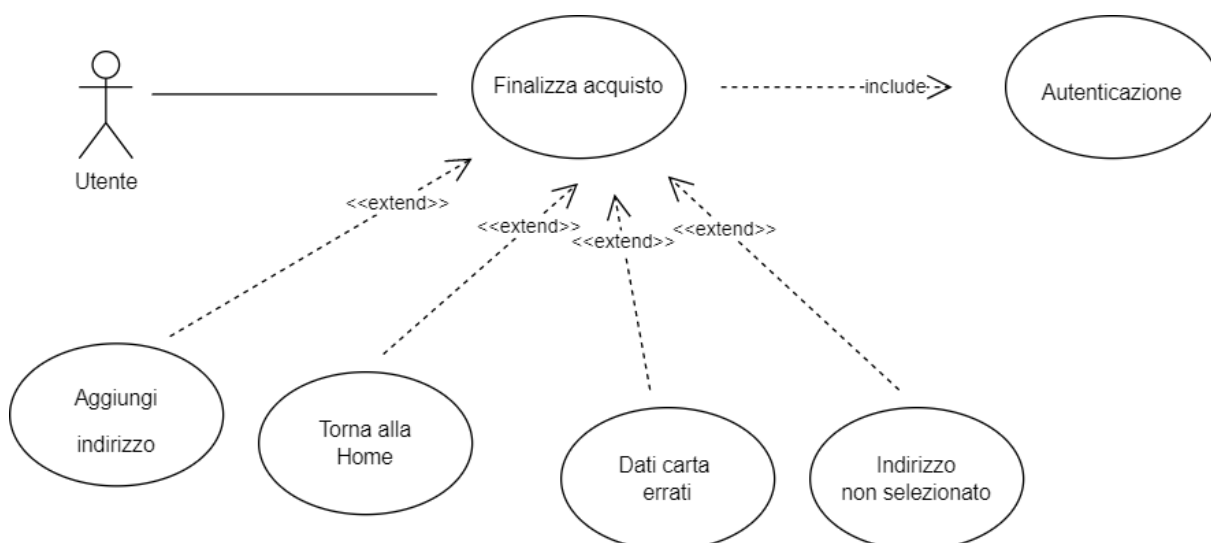 Finalizza acquisto
include
Autenticazione
Utente
<<extend>>
<<extend>>
<<extend>>
<<extend>>
Aggiungi
indirizzo
Torna alla
Home
Dati carta
errati
Indirizzo
non selezionato